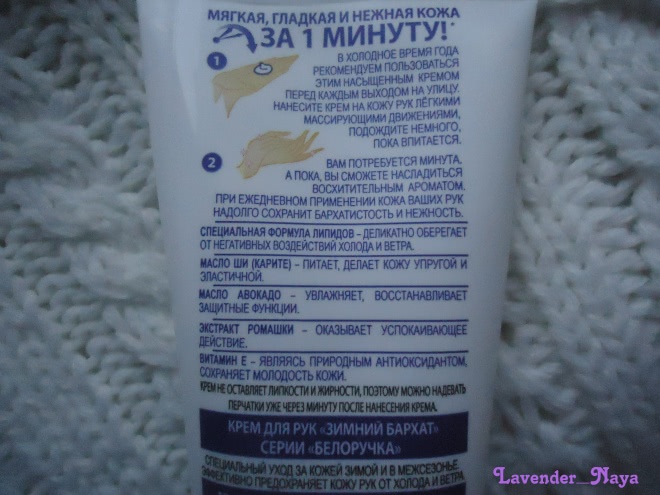 МЯГКАЯ, ГЛАДКАЯ И НЕЖНАЯ КОЖА
ЗА 1 МИНУТУ!*
1
В ХОЛОДНОЕ ВРЕМЯ ГОДА
РЕКОМЕНДУЕМ ПОЛЬЗОВАТЬСЯ
ЭТИМ НАСЫЩЕННЫМ КРЕМОМ
ПЕРЕД КАЖДЫМ ВЫХОДОМ НА УЛИЦУ.
НАНЕСИТЕ КРЕМ НА КОЖУ РУК ЛЁГКИМИ
МАССИРУЮЩИМИ ДВИЖЕНИЯМИ,
ПОДОЖДИТЕ НЕМНОГО,
ПОКА ВПИТАЕТСЯ.
2
ВАМ ПОТРЕБУЕТСЯ МИНУТА.
А ПОКА, ВЫ СМОЖЕТЕ НАСЛАДИТЬСЯ
ВОСХИТИТЕЛЬНЫМ АРОМАТОМ.
ПРИ ЕЖЕДНЕВНОМ ПРИМЕНЕНИИ КОЖА ВАШИХ РУК
НАДОЛГО СОХРАНИТ БАРХАТИСТОСТЬ И НЕЖНОСТЬ.
СПЕЦИАЛЬНАЯ ФОРМУЛА ЛИПИДОВ – ДЕЛИКАТНО ОБЕРЕГАЕТ
ОТ НЕГАТИВНЫХ ВОЗДЕЙСТВИЙ ХОЛОДА И ВЕТРА.
МАСЛО ШИ (КАРИТЕ) – ПИТАЕТ, ДЕЛАЕТ КОЖУ УПРУГОЙ И
ЭЛАСТИЧНОЙ.
МАСЛО АВОКАДО – УВЛАЖНЯЕТ, ВОССТАНАВЛИВАЕТ
ЗАЩИТНЫЕ ФУНКЦИИ.
ЭКСТРАКТ РОМАШКИ – ОКАЗЫВАЕТ УСПОКАИВАЮЩЕЕ
ДЕЙСТВИЕ.
ВИТАМИН Е – ЯВЛЯЯСЬ ПРИРОДНЫМ АНТИОКСИДАНТОМ,
СОХРАНЯЕТ МОЛОДОСТЬ КОЖИ.
КРЕМ НЕ ОСТАВЛЯЕТ ЛИПКОСТИ И ЖИРНОСТИ, ПОЭТОМУ МОЖНО НАДЕВАТЬ
ПЕРЧАТКИ УЖЕ ЧЕРЕЗ МИНУТУ ПОСЛЕ НАНЕСЕНИЯ КРЕМА.
КРЕМ ДЛЯ РУК «ЗИМНИЙ БАРХАТ»
СЕРИИ «БЕЛОРУЧКА»
СПЕЦИАЛЬНЫЙ УХОД ЗА КОЖЕЙ ЗИМОЙ И В МЕЖСЕЗОНЬЕ.
ЭФФЕКТИВНО ПРЕДОХРАНЯЕТ КОЖУ РУК ОТ ХОЛОДА И ВЕТРА.
Lavender_Naya